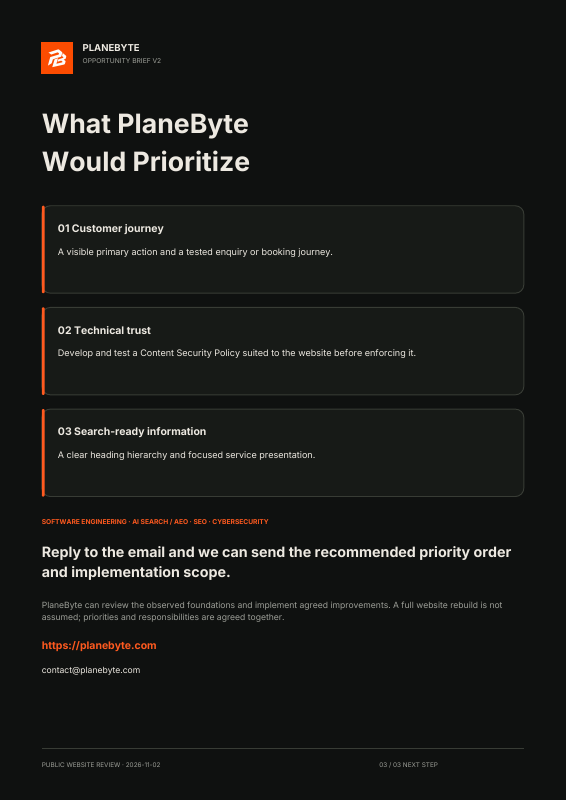 PLANEBYTE
OPPORTUNITY BRIEF V2
What PlaneByte
Would Prioritize
01 Customer journey
A visible primary action and a tested enquiry or booking journey.
02 Technical trust
Develop and test a Content Security Policy suited to the website before enforcing it.
03 Search-ready information
A clear heading hierarchy and focused service presentation.
SOFTWARE ENGINEERING · AI SEARCH / AEO · SEO · CYBERSECURITY
Reply to the email and we can send the recommended priority order
and implementation scope.
PlaneByte can review the observed foundations and implement agreed improvements. A full website rebuild is not
assumed; priorities and responsibilities are agreed together.
https://planebyte.com
contact@planebyte.com
PUBLIC WEBSITE REVIEW · 2026-11-02
03 / 03 NEXT STEP